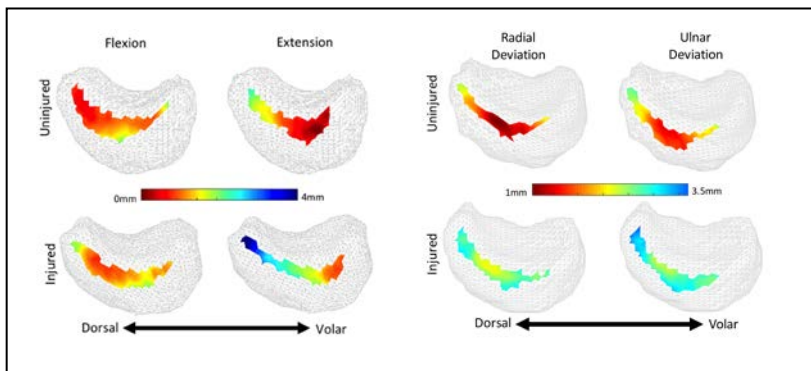 Flexion
Extension
Uninjured
0mm
4mm
Injured
Dorsal
Volar
Radial
Deviation
Ulnar
Deviation
Uninjured
1mm
3.5mm
Injured
Dorsal
Volar